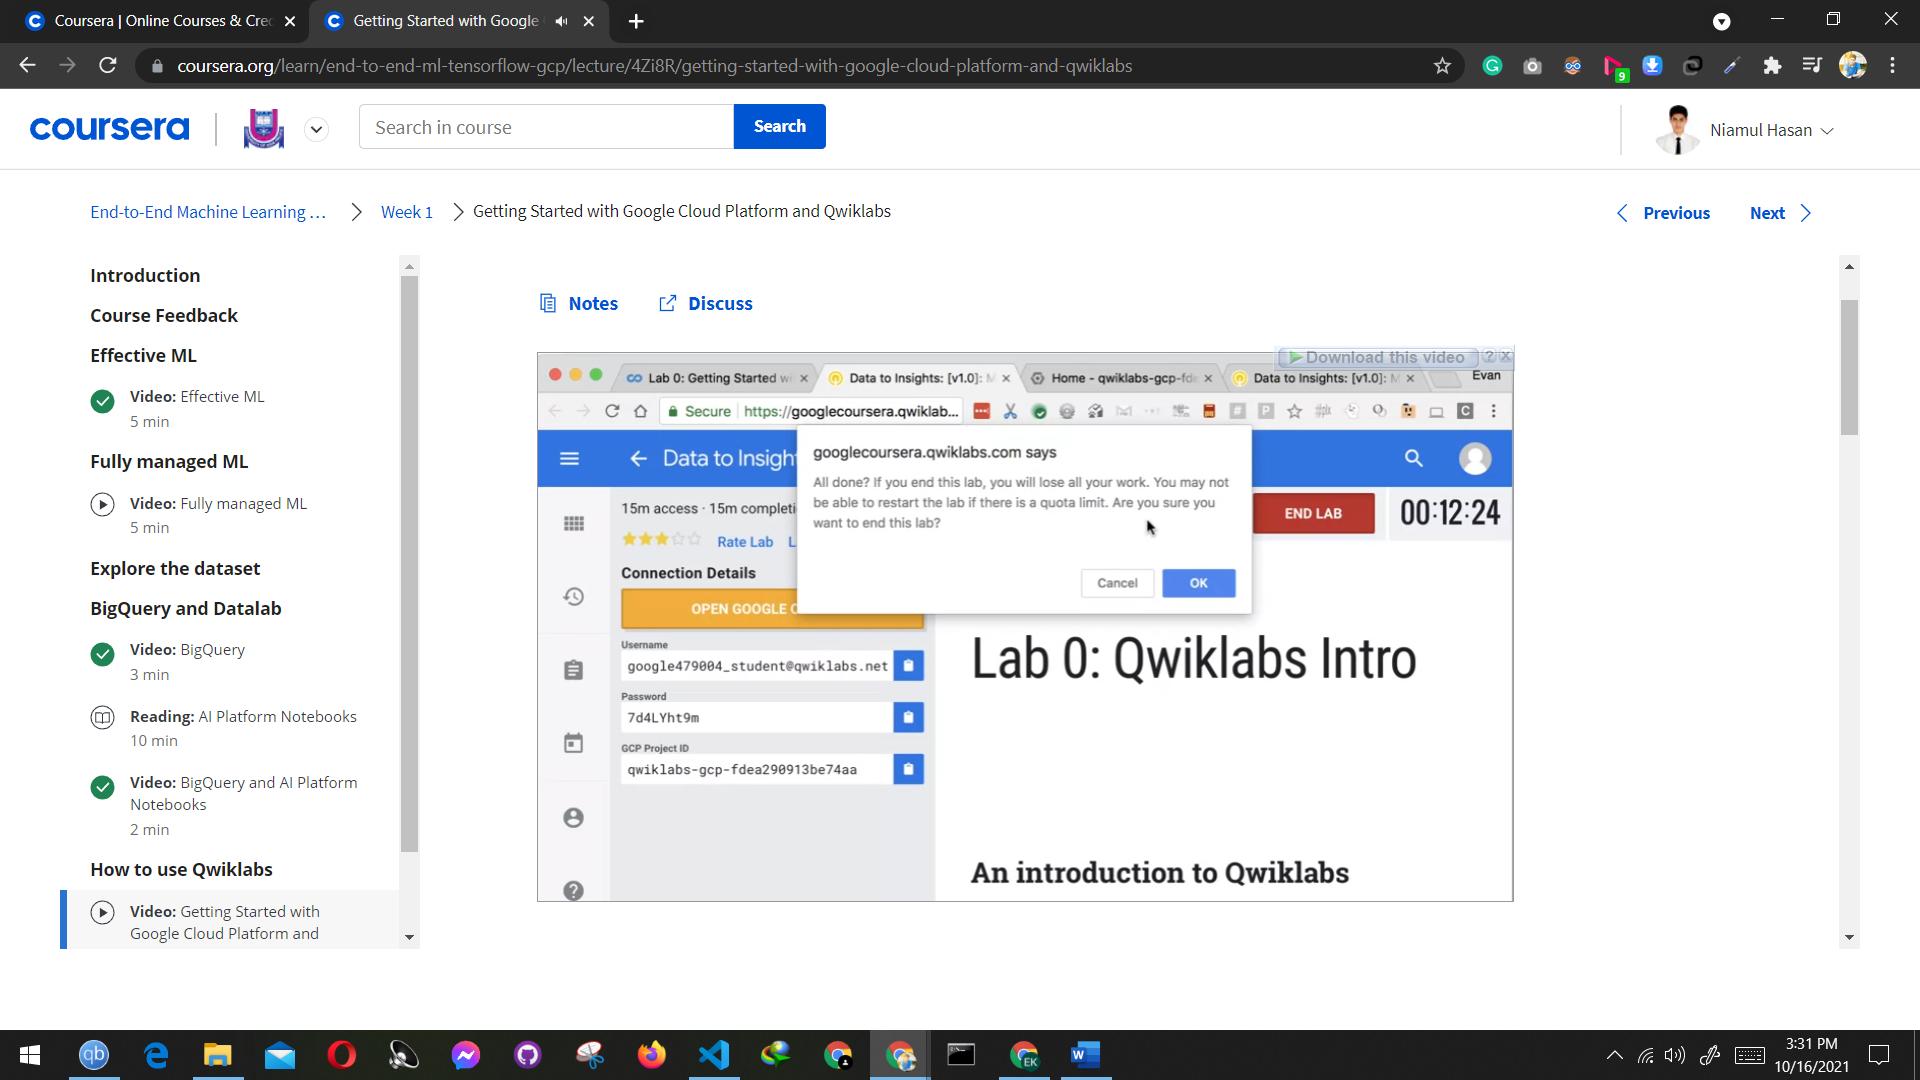 Coursera | Online Courses & Cre
Getting Started with Google
coursera.org/learn/end-to-end-ml-tensorflow-gcp/lecture/4Zi8R/getting-started-with-google-cloud-platform-and-qwiklabs
9
coursera
Search in course
Search
Niamul Hasan
End-to-End Machine Learning …
Week 1
Getting Started with Google Cloud Platform and Qwiklabs
Previous
Next
Introduction
Course Feedback
Effective ML
Video: Effective ML
5 min
Fully managed ML
Video: Fully managed ML
5 min
Explore the dataset
BigQuery and Datalab
Video: BigQuery
3 min
Reading: AI Platform Notebooks
10 min
Video: BigQuery and AI Platform
Notebooks
2 min
How to use Qwiklabs
Video: Getting Started with
Google Cloud Platform and
Notes
Discuss
Download this video
Lab 0: Getting Started w
Data to Insights: [v1.0]: M
Home - qwiklabs-gcp-fde
Data to Insights: [v1.0]: M
Evan
Secure
https://googlecoursera.qwiklab...
Data to Insigh
googlecoursera.qwiklabs.com says
All done? If you end this lab, you will lose all your work. You may not
be able to restart the lab if there is a quota limit. Are you sure you
want to end this lab?
Cancel
OK
END LAB
00:12:24
15m access · 15m completi
Rate Lab
L
Connection Details
OPEN GOOGLE C
Username
google479004_student@qwiklabs.net
Password
7d4LYht9m
GCP Project ID
qwiklabs-gcp-fdea290913be74aa
Lab 0: Qwiklabs Intro
An introduction to Qwiklabs
3:31 PM
10/16/2021